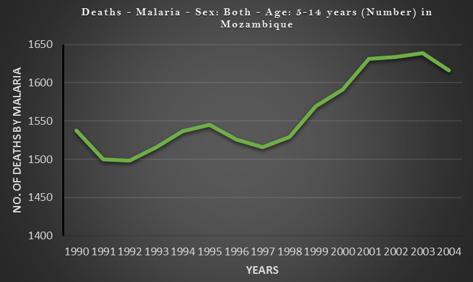 Deaths - Malaria - Sex: Both - Age: 5-14 years (Number) in
Mozambique
1650
1600
1550
1500
1450
1400
NO. OF DEATHS BY MALARIA
1990 1991 1992 1993 1994 1995 1996 1997 1998 1999 2000 2001 2002 2003 2004
YEARS